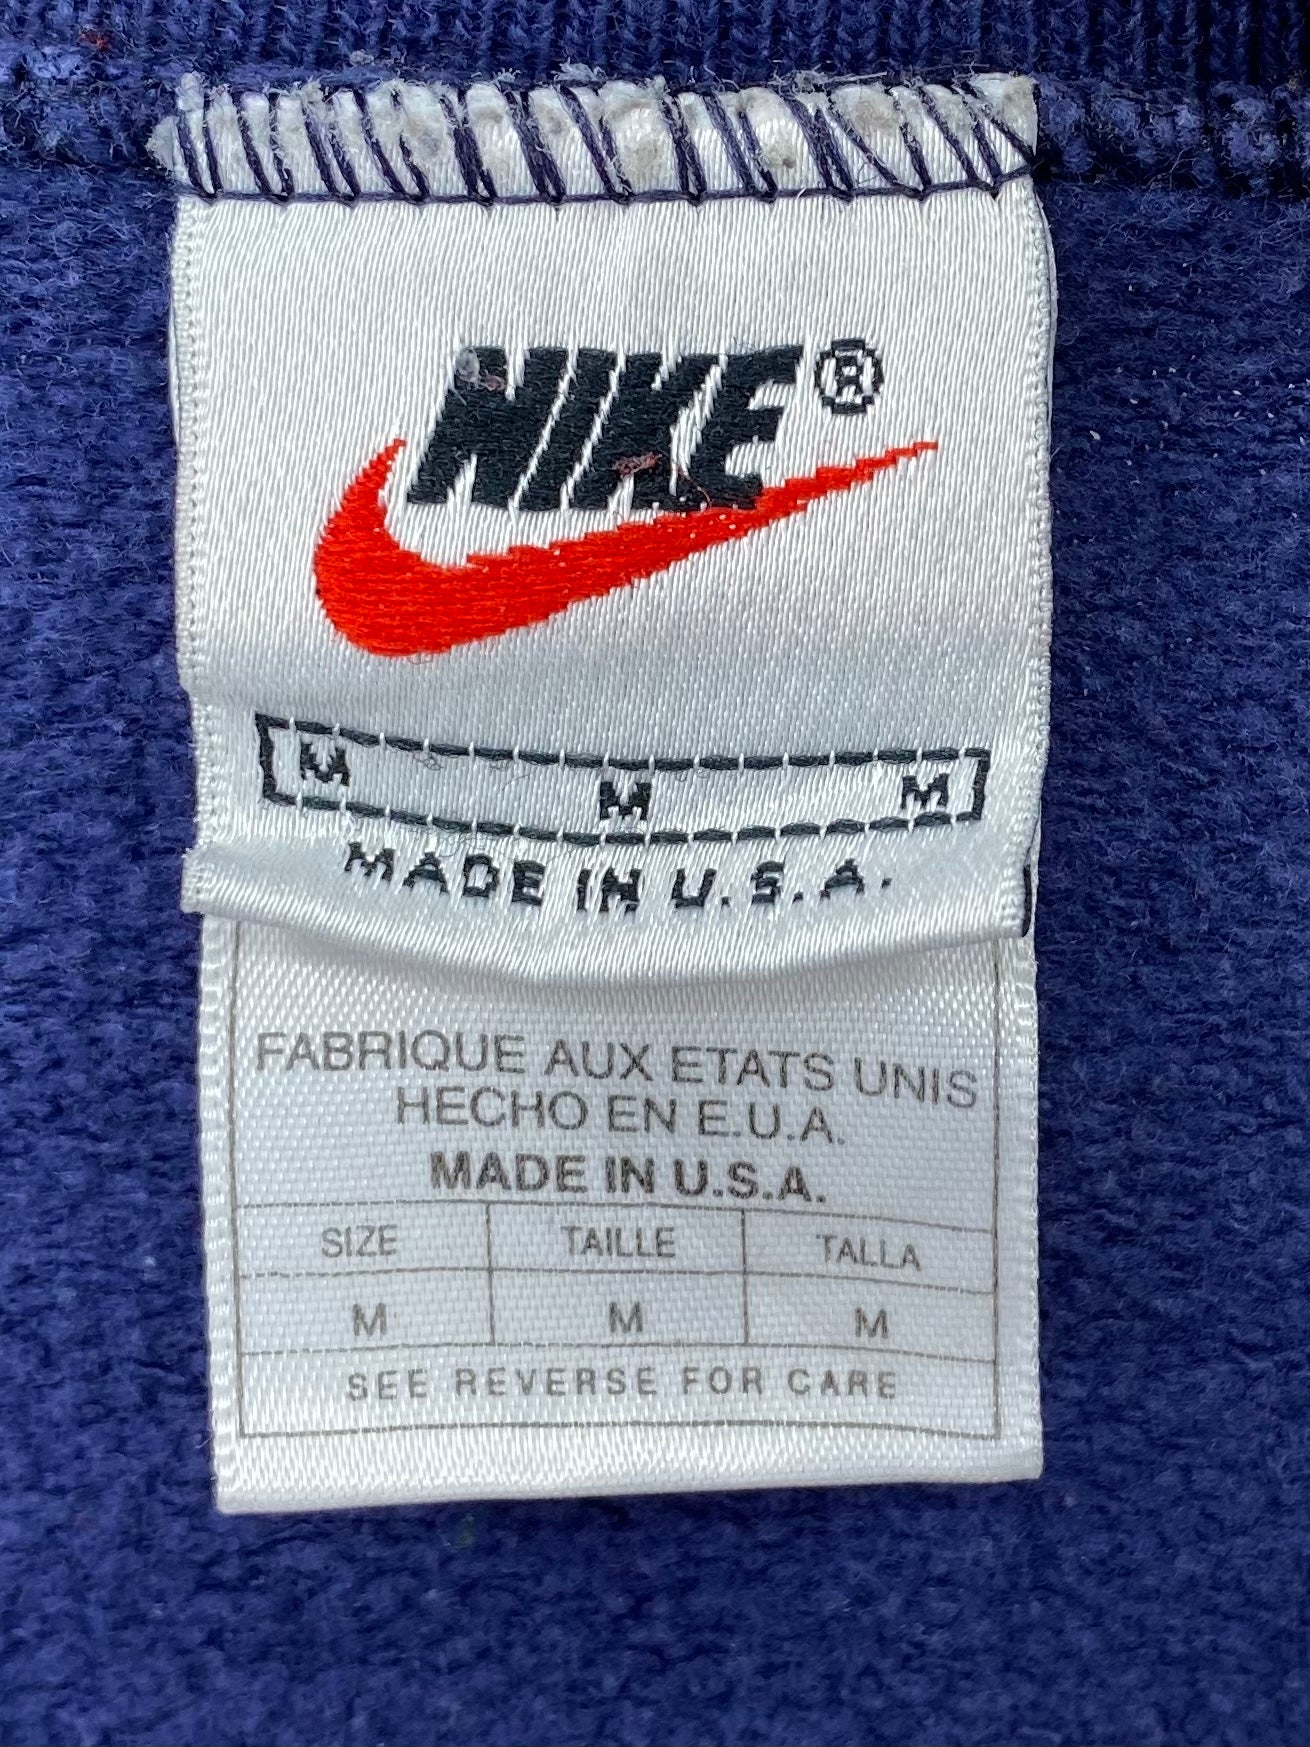 NIKE®
M M M
MADE IN U.S.A.
FABRIQUE AUX ETATS UNIS
HECHO EN E.U.A.
MADE IN U.S.A.
SIZE TAILLE TALLA
M M M
SEE REVERSE FOR CARE